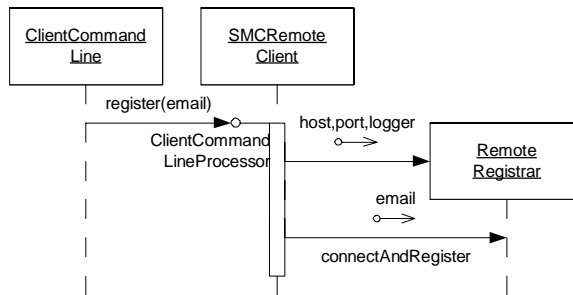 ClientCommand
Line
SMCRemote
Client
register(email)
ClientCommand
LineProcessor
host,port,logger
Remote
Registrar
email
connectAndRegister